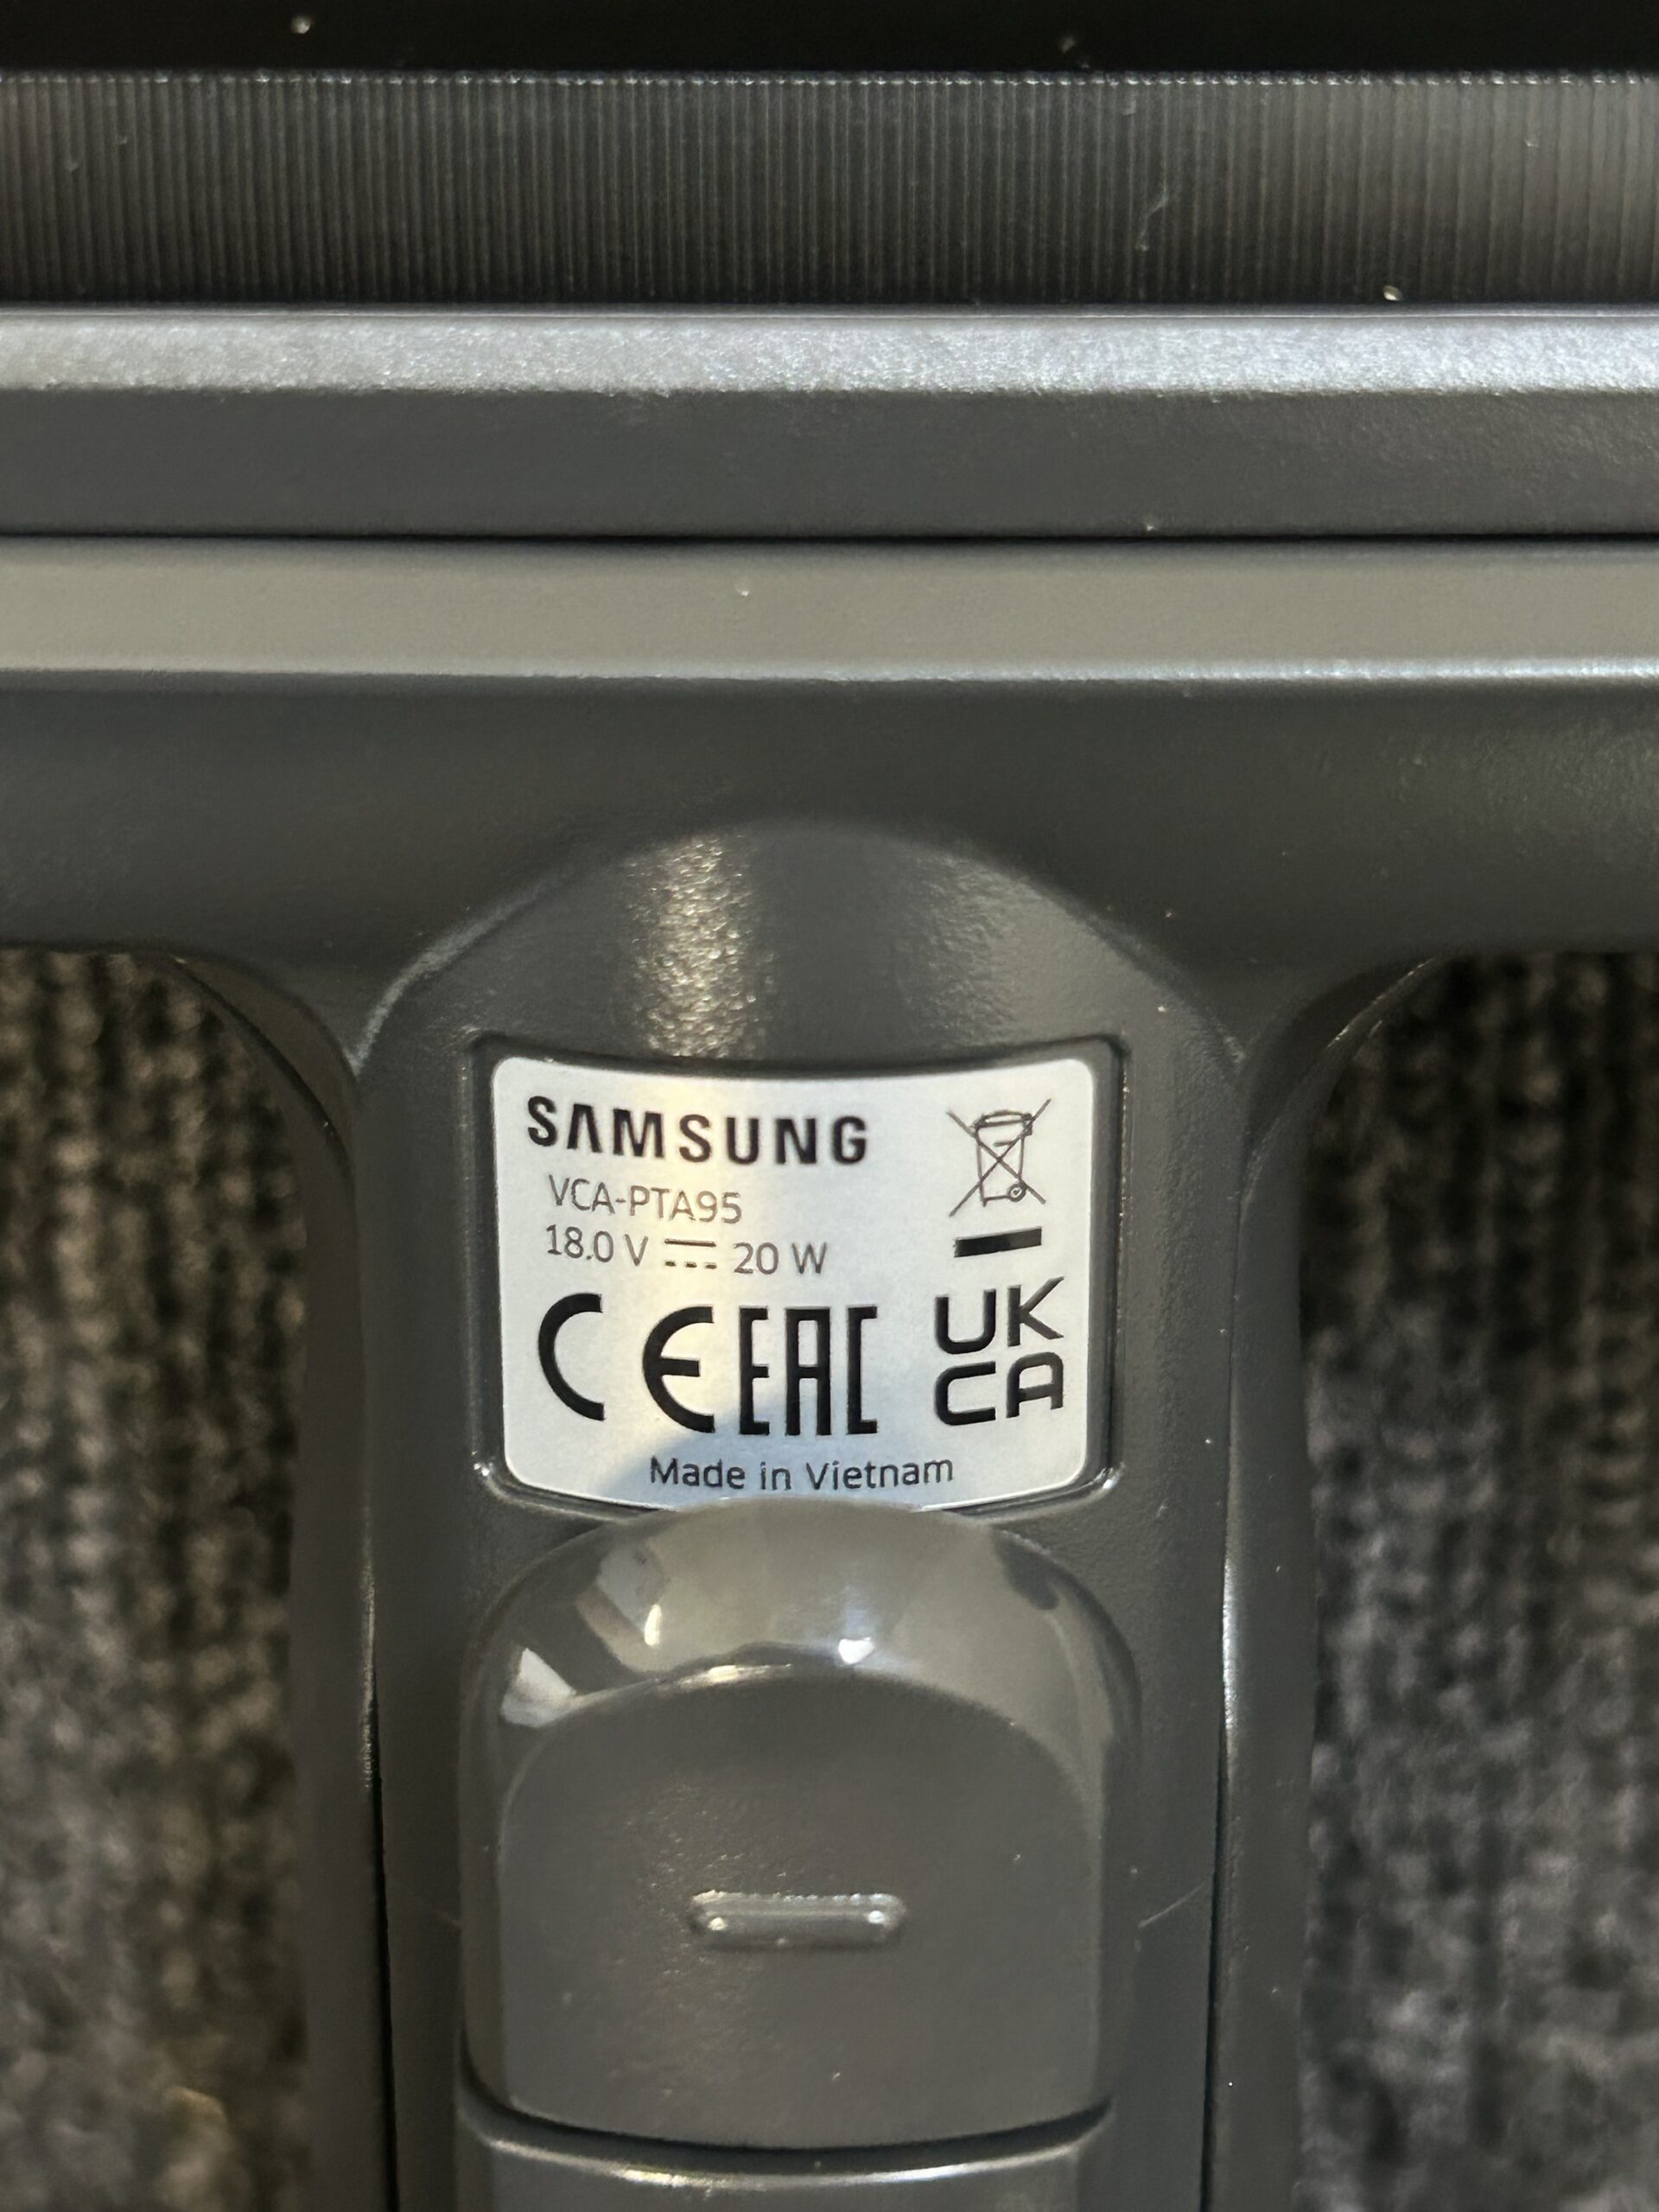 SAMSUNG
VCA-PTA95
18.0 V ⎓ 20 W
CE EAC
UK
CA
Made in Vietnam